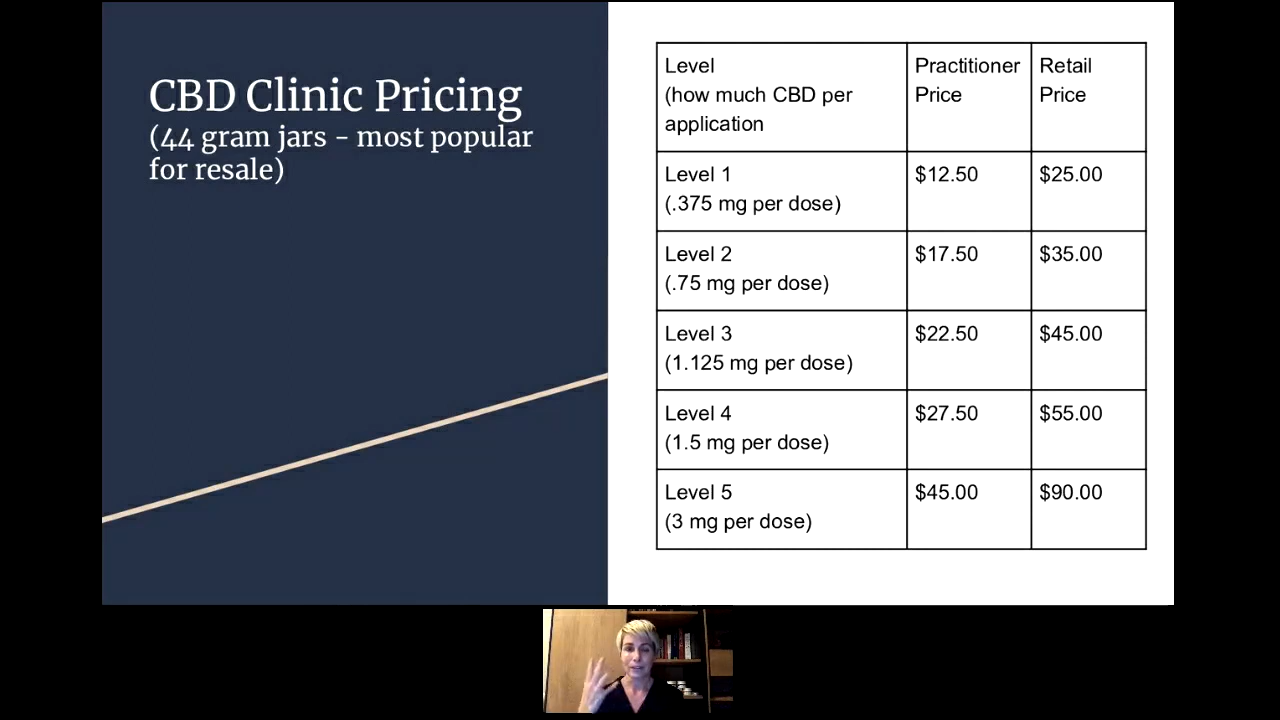 CBD Clinic Pricing
(44 gram jars - most popular
for resale)
Level
(how much CBD per
application
Practitioner
Price
Retail
Price
Level 1
(.375 mg per dose)
$12.50
$25.00
Level 2
(.75 mg per dose)
$17.50
$35.00
Level 3
(1.125 mg per dose)
$22.50
$45.00
Level 4
(1.5 mg per dose)
$27.50
$55.00
Level 5
(3 mg per dose)
$45.00
$90.00